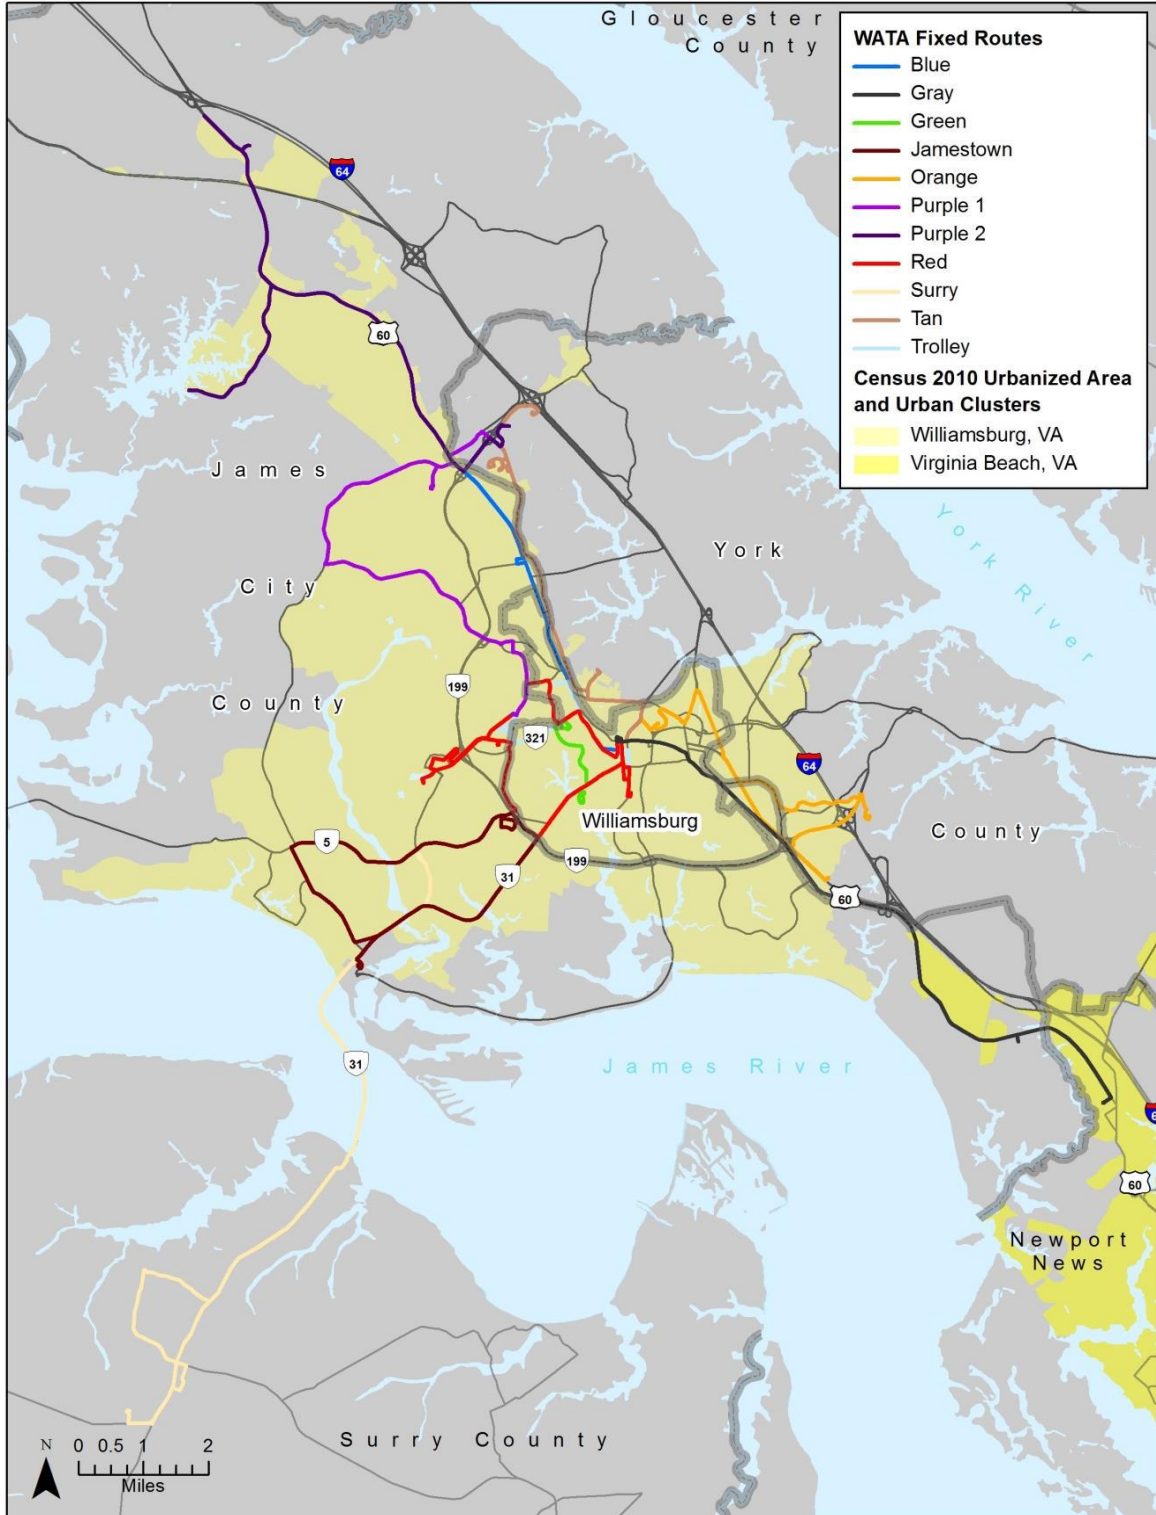 Gloucester
County
WATA Fixed Routes
Blue
Gray
Green
Jamestown
Orange
Purple 1
Purple 2
Red
Surry
Tan
Trolley
Census 2010 Urbanized Area
and Urban Clusters
Williamsburg, VA
Virginia Beach, VA
64
60
James
York River
York
City
199
County
321
64
Williamsburg
County
5
199
31
60
31
James River
60
Newport
News
Surry County
N
0 0.5 1 2
Miles